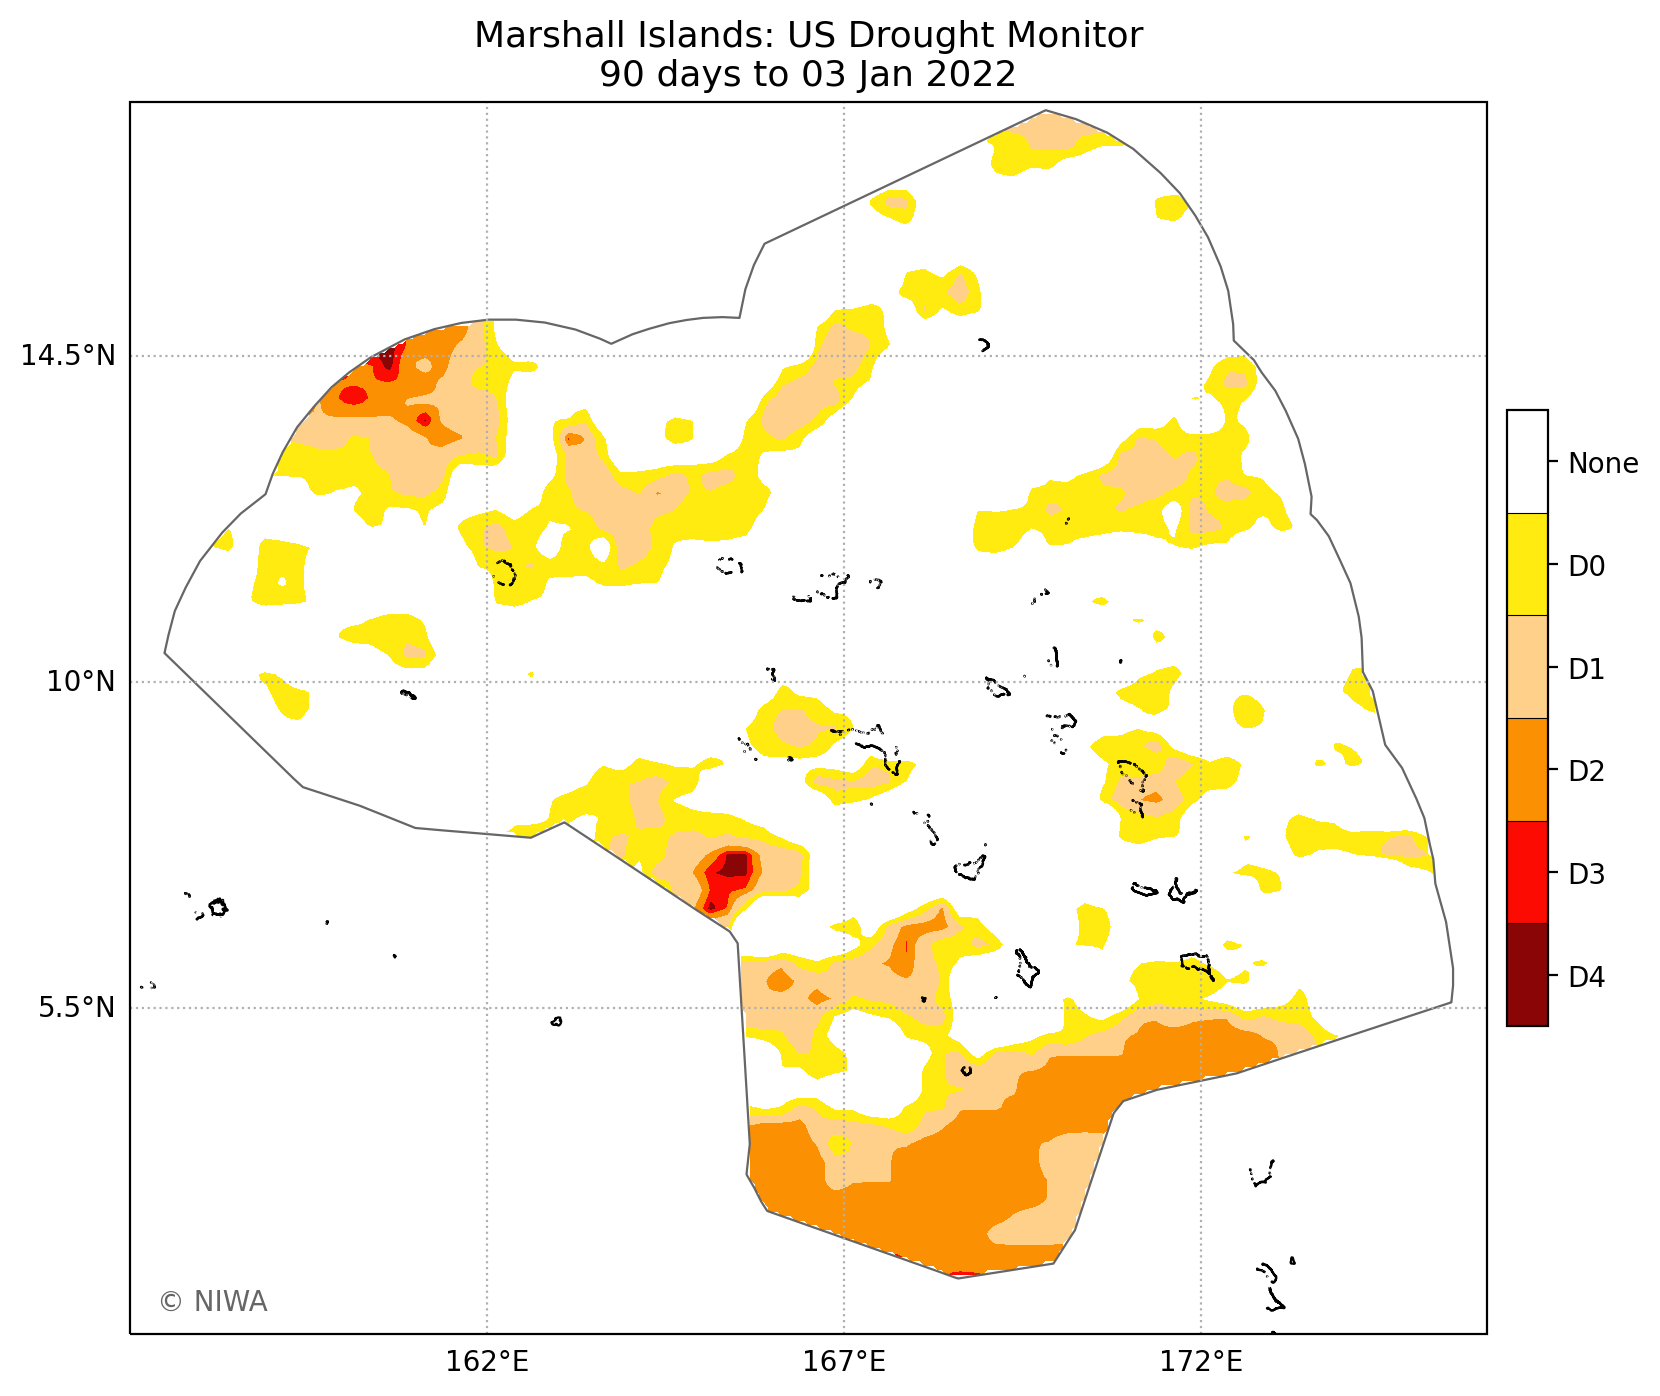 Marshall Islands: US Drought Monitor
90 days to 03 Jan 2022
14.5°N
10°N
5.5°N
162°E
167°E
172°E
None
D0
D1
D2
D3
D4
© NIWA